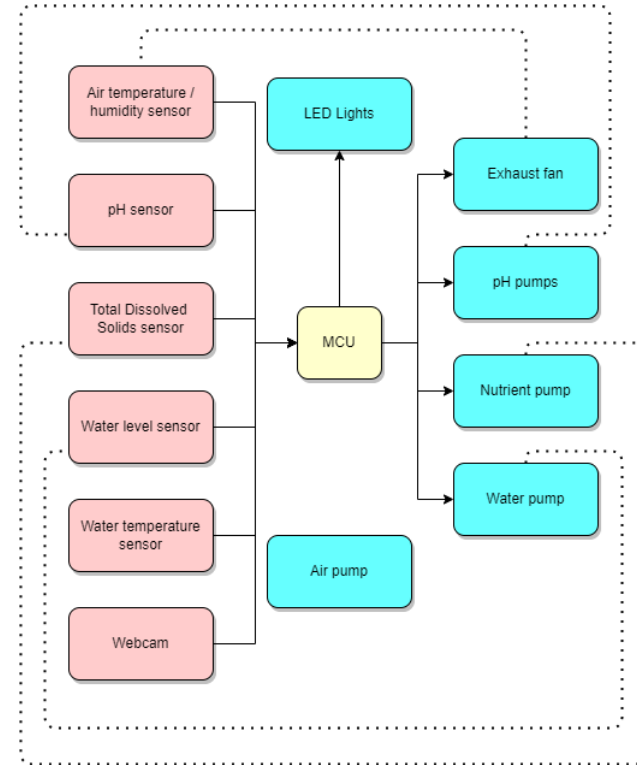 Air temperature /
humidity sensor
LED Lights
Exhaust fan
pH sensor
pH pumps
Total Dissolved
Solids sensor
MCU
Nutrient pump
Water level sensor
Water pump
Water temperature
sensor
Air pump
Webcam